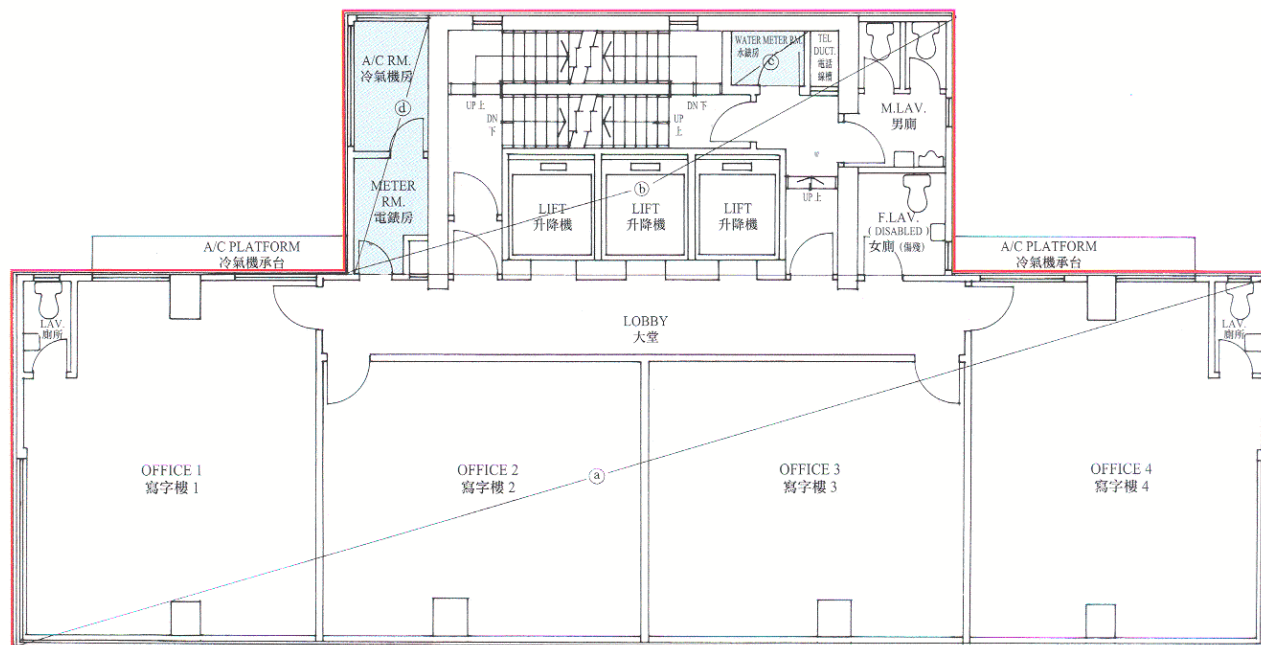 A/C RM.
冷氣機房
ⓓ
METER
RM.
電錶房
UP 上
DN
下
DN 下
UP
上
WATER METER RM.
水錶房
ⓒ
TEL
DUCT.
電話
線槽
M.LAV.
男廁
ⓑ
UP 上
F.LAV.
( DISABLED )
女廁 (傷殘)
LIFT
升降機
LIFT
升降機
LIFT
升降機
A/C PLATFORM
冷氣機承台
A/C PLATFORM
冷氣機承台
LAV.
廁所
LOBBY
大堂
LAV.
廁所
OFFICE 1
寫字樓 1
OFFICE 2
寫字樓 2
ⓐ
OFFICE 3
寫字樓 3
OFFICE 4
寫字樓 4